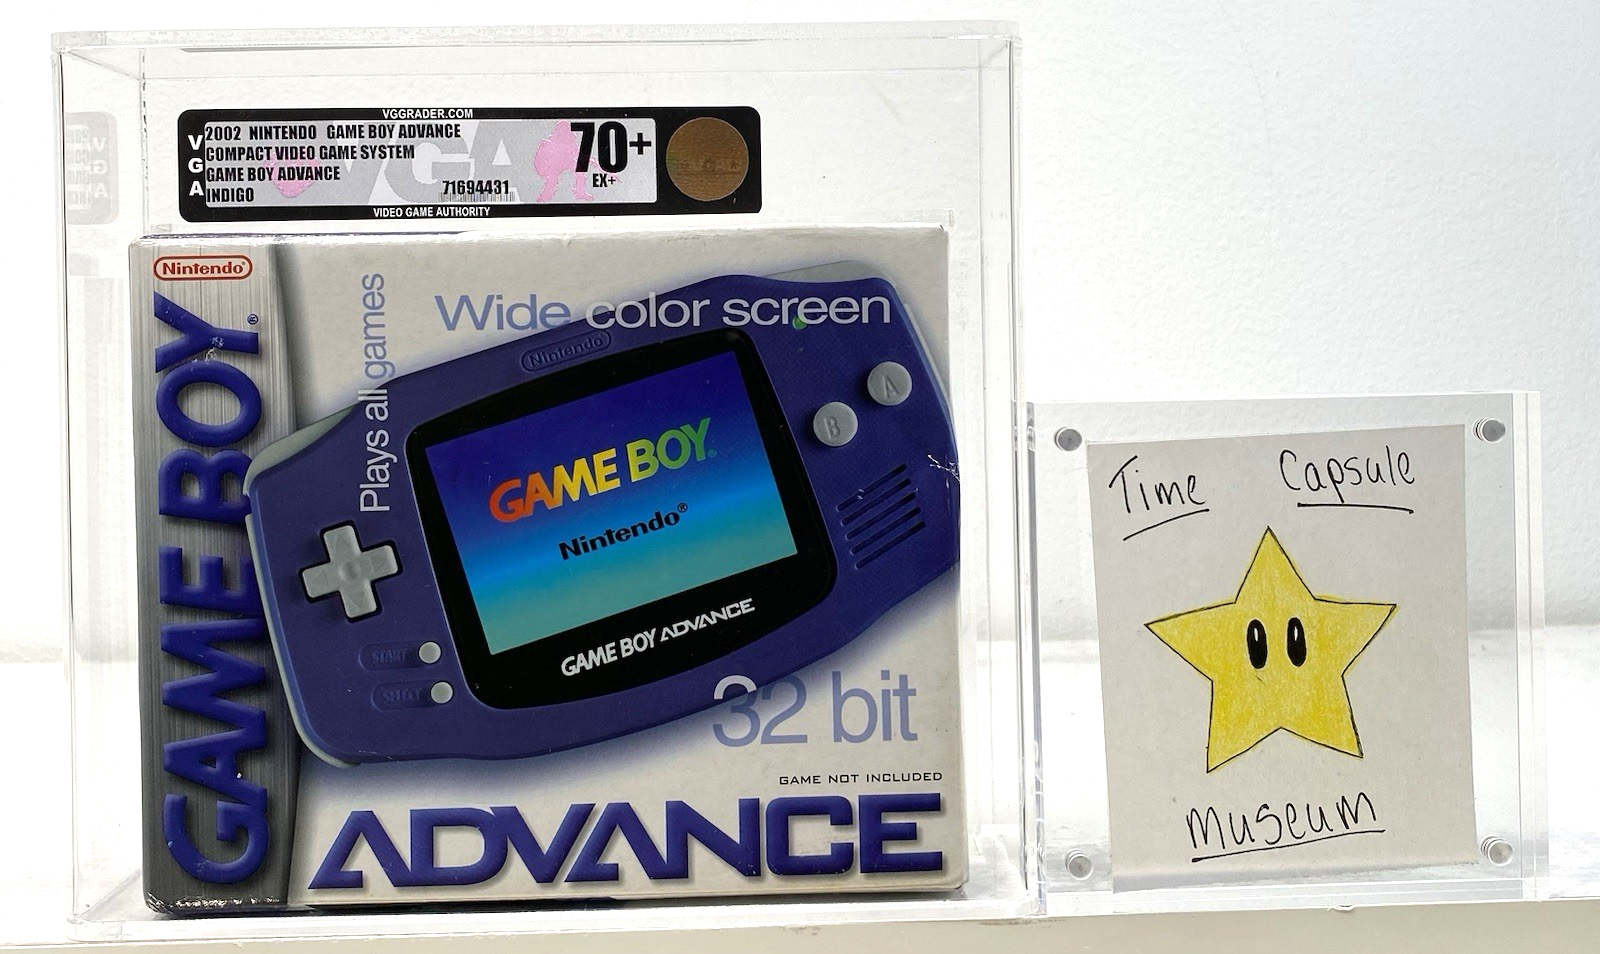 VGGRADER.COM
VGA
2002 NINTENDO GAME BOY ADVANCE
COMPACT VIDEO GAME SYSTEM
GAME BOY ADVANCE
INDIGO
71694431
70+
EX+
VIDEO GAME AUTHORITY
Nintendo®
GAME BOY®
Plays all games
Wide color screen
Nintendo
A
B
GAME BOY
Nintendo®
START
SELECT
GAME BOY ADVANCE
32 bit
GAME NOT INCLUDED
ADVANCE
Time Capsule
Museum